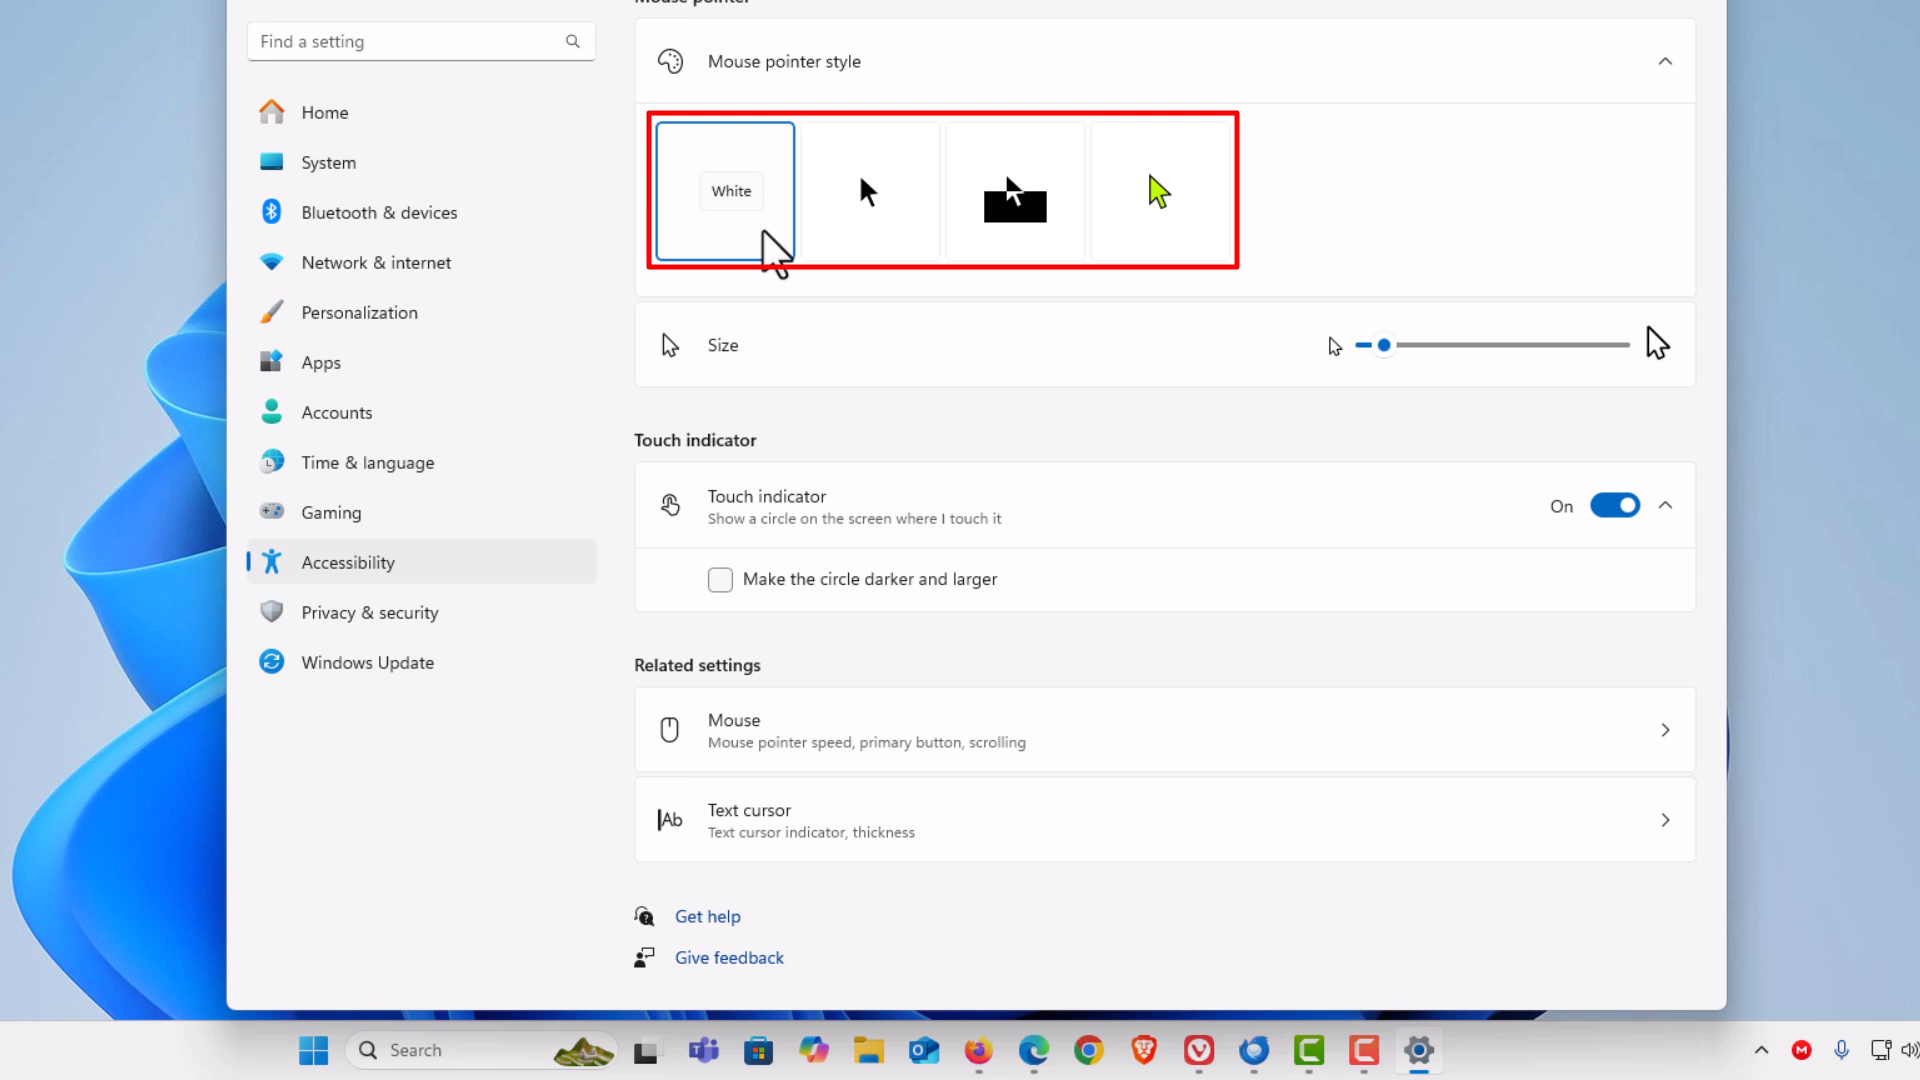 Find a setting
Home
System
Bluetooth & devices
Network & internet
Personalization
Apps
Accounts
Time & language
Gaming
Accessibility
Privacy & security
Windows Update
Mouse pointer
Mouse pointer style
White
Size
Touch indicator
Touch indicator
Show a circle on the screen where I touch it
On
Make the circle darker and larger
Related settings
Mouse
Mouse pointer speed, primary button, scrolling
Ab
Text cursor
Text cursor indicator, thickness
Get help
Give feedback
Search